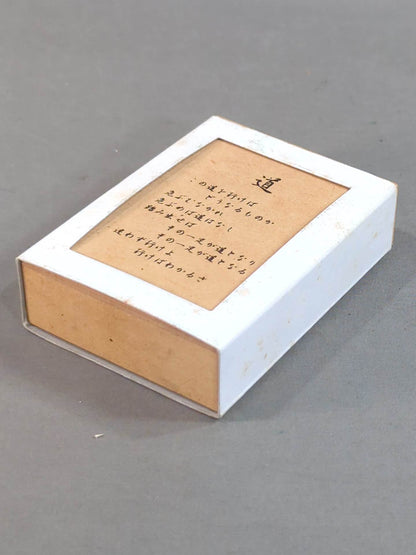 道
この道を行けば
どうなるものか
危ぶむなかれ
危ぶめば道はなし
踏み出せば
その一足が道となり
その一足が道となる
迷わず行けよ
行けばわかるさ